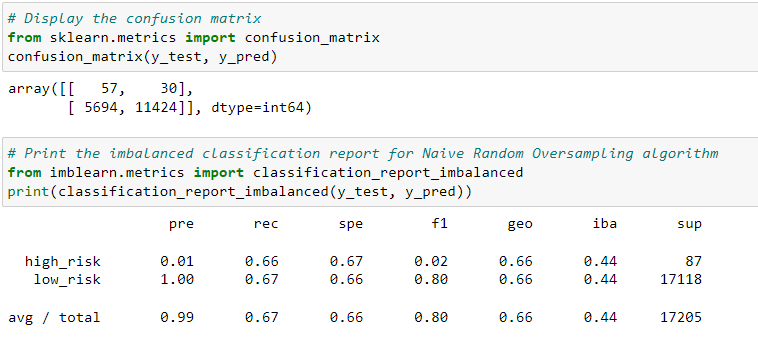 # Display the confusion matrix
from sklearn.metrics import confusion_matrix
confusion_matrix(y_test, y_pred)
array([[   57,    30],
       [ 5694, 11424]], dtype=int64)
# Print the imbalanced classification report for Naive Random Oversampling algorithm
from imblearn.metrics import classification_report_imbalanced
print(classification_report_imbalanced(y_test, y_pred))
                   pre       rec       spe        f1       geo       iba       sup
  high_risk       0.01      0.66      0.67      0.02      0.66      0.44        87
   low_risk       1.00      0.67      0.66      0.80      0.66      0.44     17118
avg / total       0.99      0.67      0.66      0.80      0.66      0.44     17205